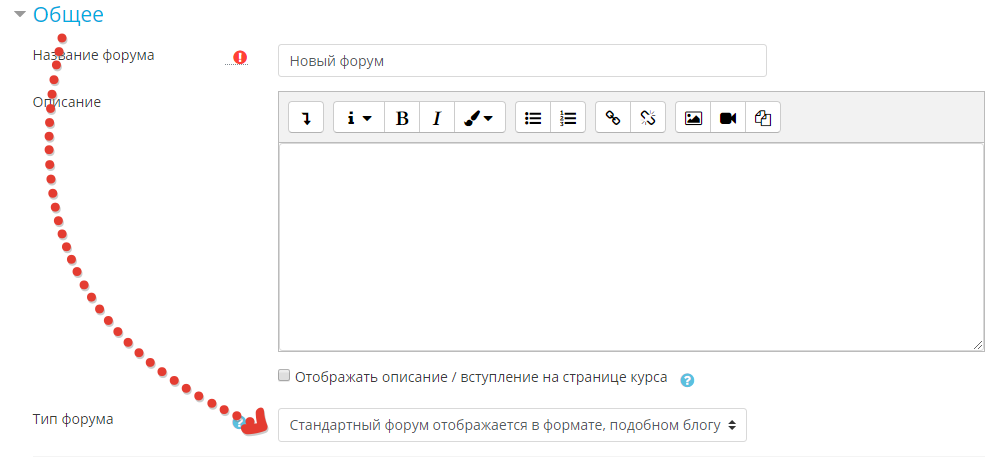 Общее
Название форума
Новый форум
Описание
i B I
Отображать описание / вступление на странице курса
Тип форума
Стандартный форум отображается в формате, подобном блогу